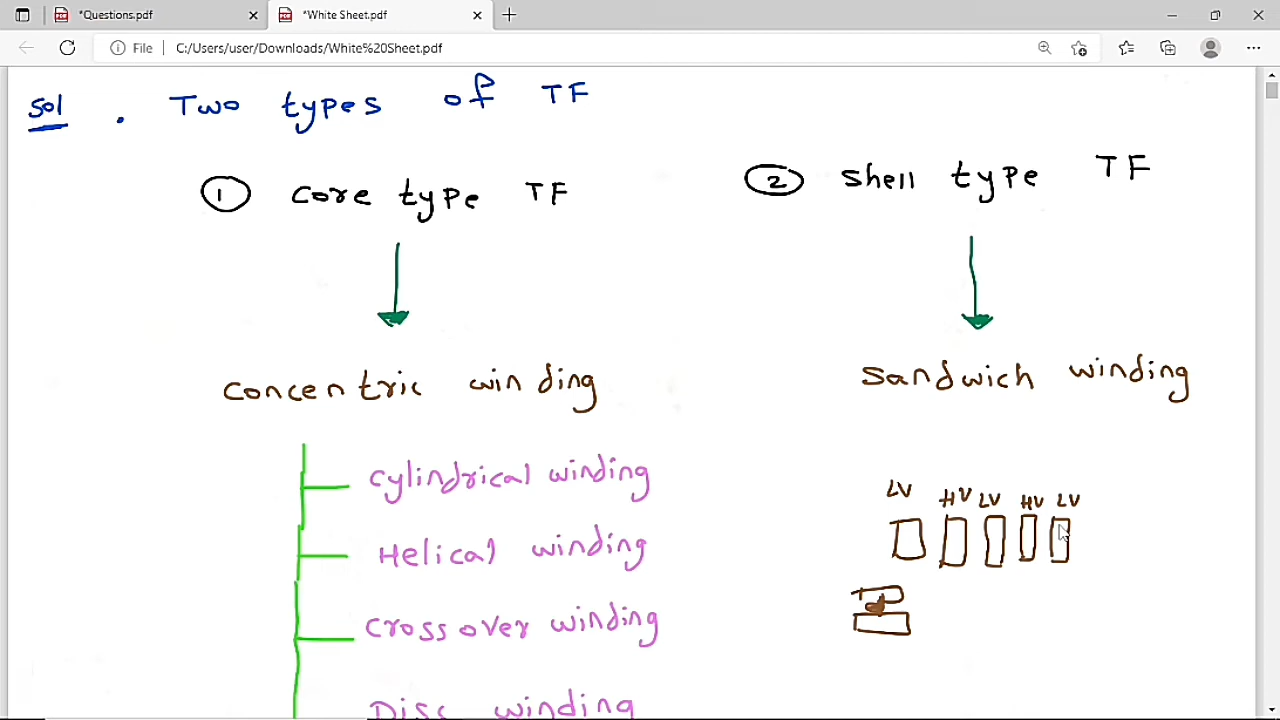 *Questions.pdf
*White Sheet.pdf
File
C:/Users/user/Downloads/White%20Sheet.pdf
Sol . Two types of TF
① Core type TF
② Shell type TF
Concentric winding
Sandwich winding
Cylindrical winding
LV HV LV HV LV
Helical winding
Cross over winding
Disc winding